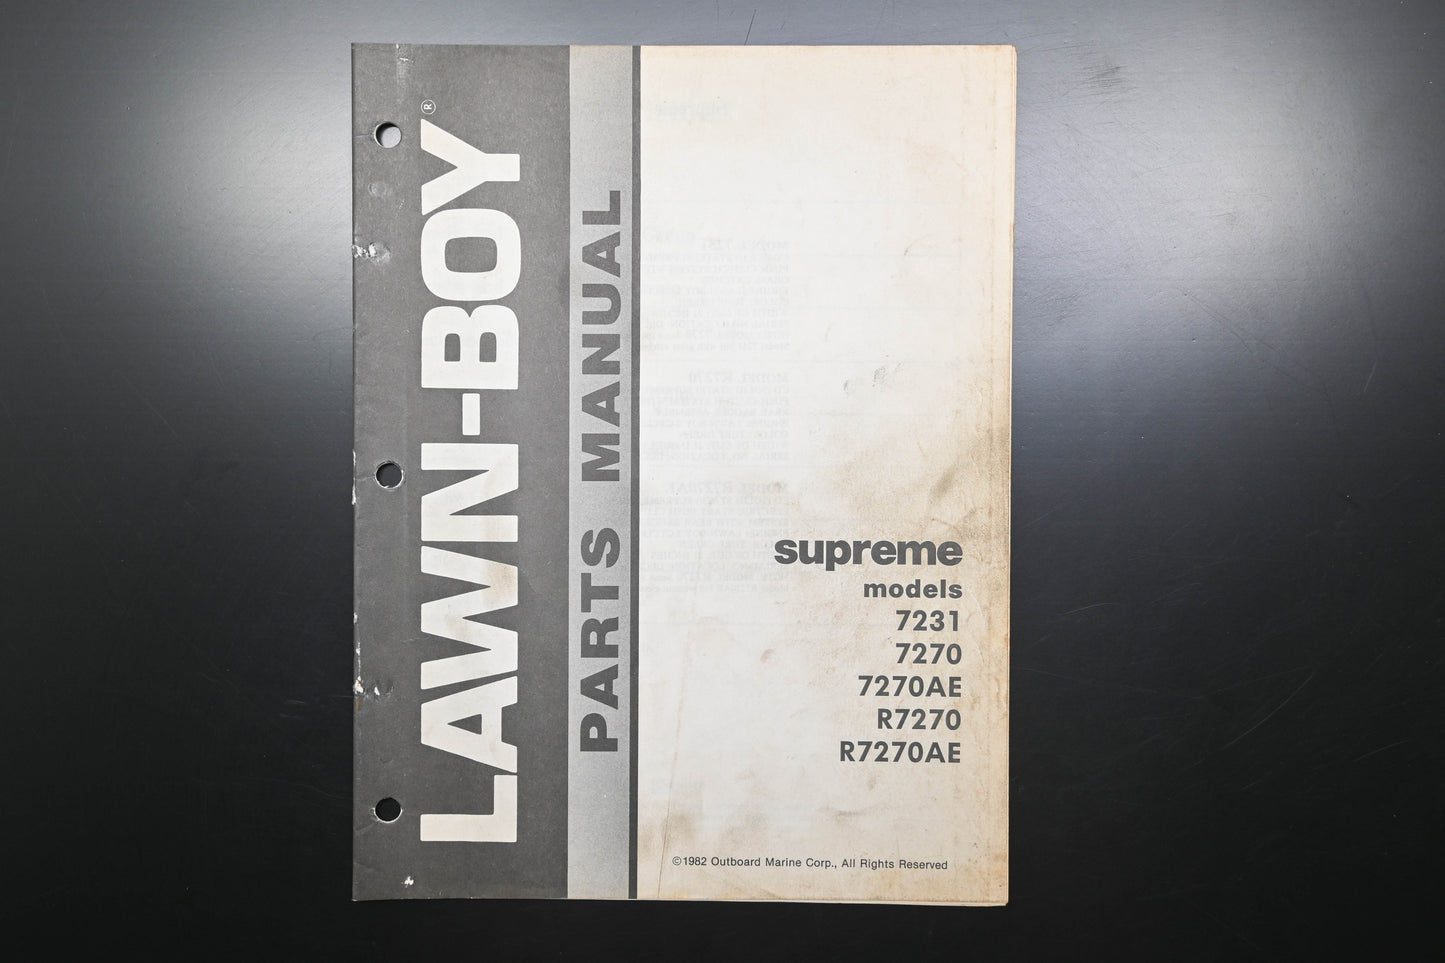 LAWN-BOY®
PARTS MANUAL
supreme
models
7231
7270
7270AE
R7270
R7270AE
©1982 Outboard Marine Corp., All Rights Reserved